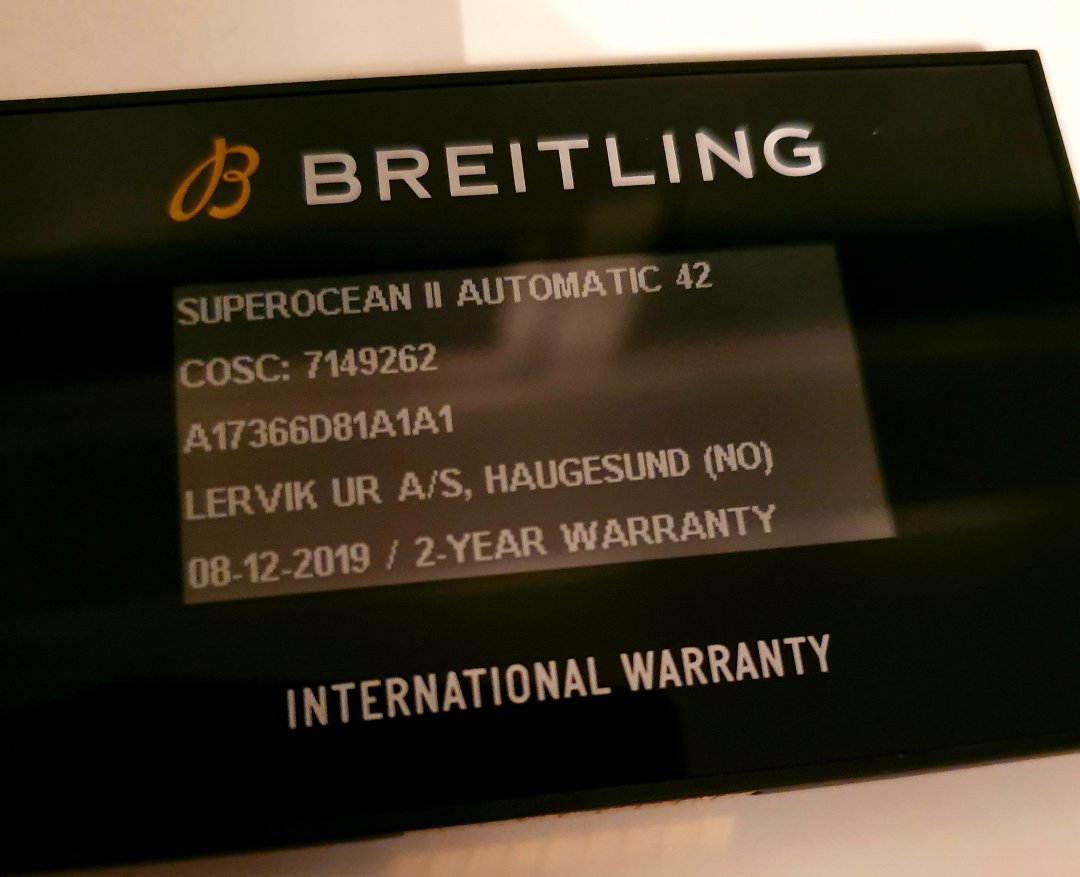 B BREITLING
SUPEROCEAN II AUTOMATIC 42
COSC: 7149262
A17366D81A1A1
LERVIK UR A/S, HAUGESUND (NO)
08-12-2019 / 2-YEAR WARRANTY
INTERNATIONAL WARRANTY